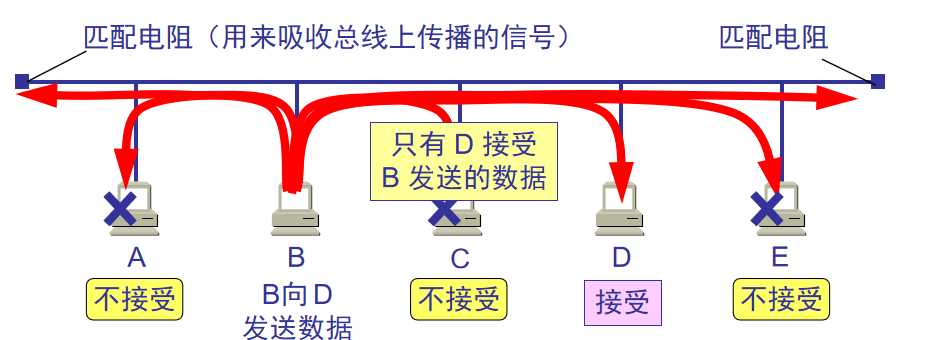 匹配电阻（用来吸收总线上传播的信号）
匹配电阻
只有 D 接受
B 发送的数据
A
B
C
D
E
不接受
B向 D
发送数据
不接受
接受
不接受